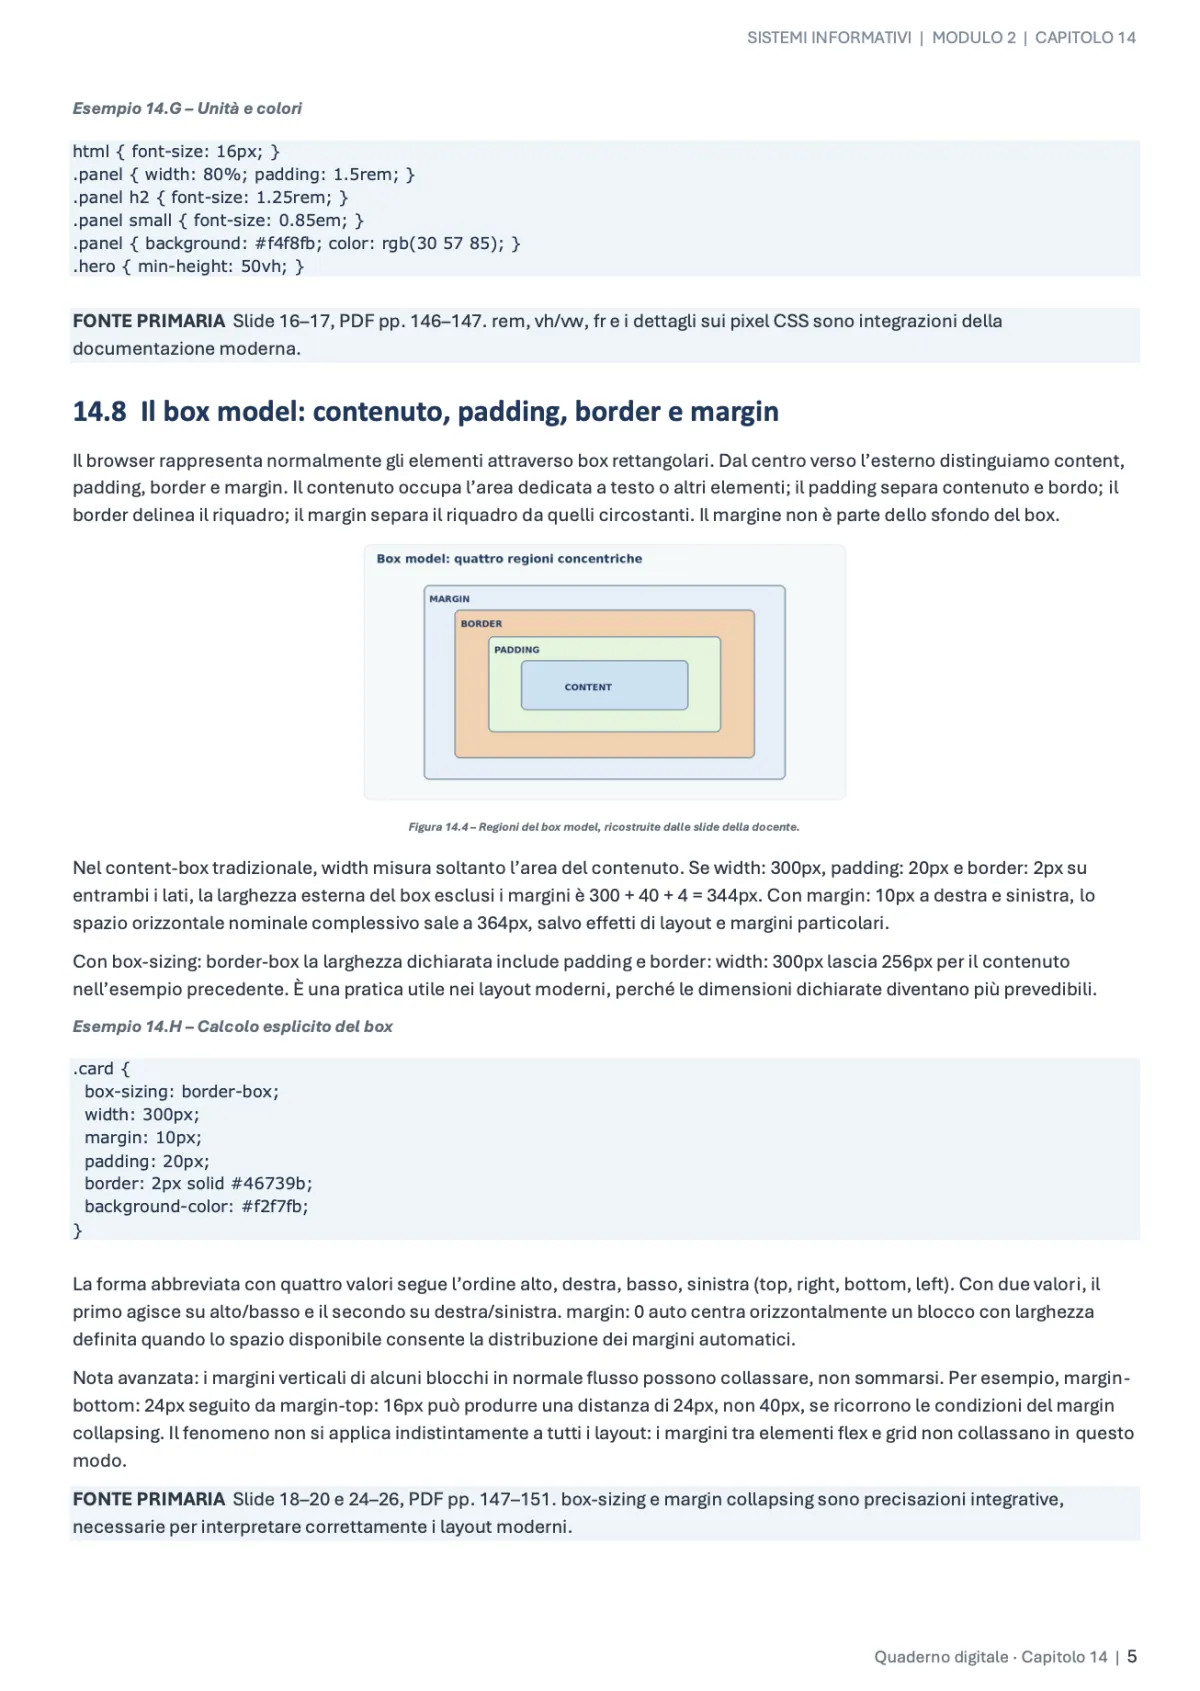 SISTEMI INFORMATIVI | MODULO 2 | CAPITOLO 14
Esempio 14.G – Unità e colori
html { font-size: 16px; }
.panel { width: 80%; padding: 1.5rem; }
.panel h2 { font-size: 1.25rem; }
.panel small { font-size: 0.85em; }
.panel { background: #f4f8fb; color: rgb(30 57 85); }
.hero { min-height: 50vh; }
FONTE PRIMARIA Slide 16–17, PDF pp. 146–147. rem, vh/vw, fr e i dettagli sui pixel CSS sono integrazioni della
documentazione moderna.
14.8 Il box model: contenuto, padding, border e margin
Il browser rappresenta normalmente gli elementi attraverso box rettangolari. Dal centro verso l’esterno distinguiamo content,
padding, border e margin. Il contenuto occupa l’area dedicata a testo o altri elementi; il padding separa contenuto e bordo; il
border delinea il riquadro; il margin separa il riquadro da quelli circostanti. Il margine non è parte dello sfondo del box.
Box model: quattro regioni concentriche
MARGIN
BORDER
PADDING
CONTENT
Figura 14.4 – Regioni del box model, ricostruite dalle slide della docente.
Nel content-box tradizionale, width misura soltanto l’area del contenuto. Se width: 300px, padding: 20px e border: 2px su
entrambi i lati, la larghezza esterna del box esclusi i margini è 300 + 40 + 4 = 344px. Con margin: 10px a destra e sinistra, lo
spazio orizzontale nominale complessivo sale a 364px, salvo effetti di layout e margini particolari.
Con box-sizing: border-box la larghezza dichiarata include padding e border: width: 300px lascia 256px per il contenuto
nell’esempio precedente. È una pratica utile nei layout moderni, perché le dimensioni dichiarate diventano più prevedibili.
Esempio 14.H – Calcolo esplicito del box
.card {
box-sizing: border-box;
width: 300px;
margin: 10px;
padding: 20px;
border: 2px solid #46739b;
background-color: #f2f7fb;
}
La forma abbreviata con quattro valori segue l’ordine alto, destra, basso, sinistra (top, right, bottom, left). Con due valori, il
primo agisce su alto/basso e il secondo su destra/sinistra. margin: 0 auto centra orizzontalmente un blocco con larghezza
definita quando lo spazio disponibile consente la distribuzione dei margini automatici.
Nota avanzata: i margini verticali di alcuni blocchi in normale flusso possono collassare, non sommarsi. Per esempio, margin-
bottom: 24px seguito da margin-top: 16px può produrre una distanza di 24px, non 40px, se ricorrono le condizioni del margin
collapsing. Il fenomeno non si applica indistintamente a tutti i layout: i margini tra elementi flex e grid non collassano in questo
modo.
FONTE PRIMARIA Slide 18–20 e 24–26, PDF pp. 147–151. box-sizing e margin collapsing sono precisazioni integrative,
necessarie per interpretare correttamente i layout moderni.
Quaderno digitale · Capitolo 14 | 5